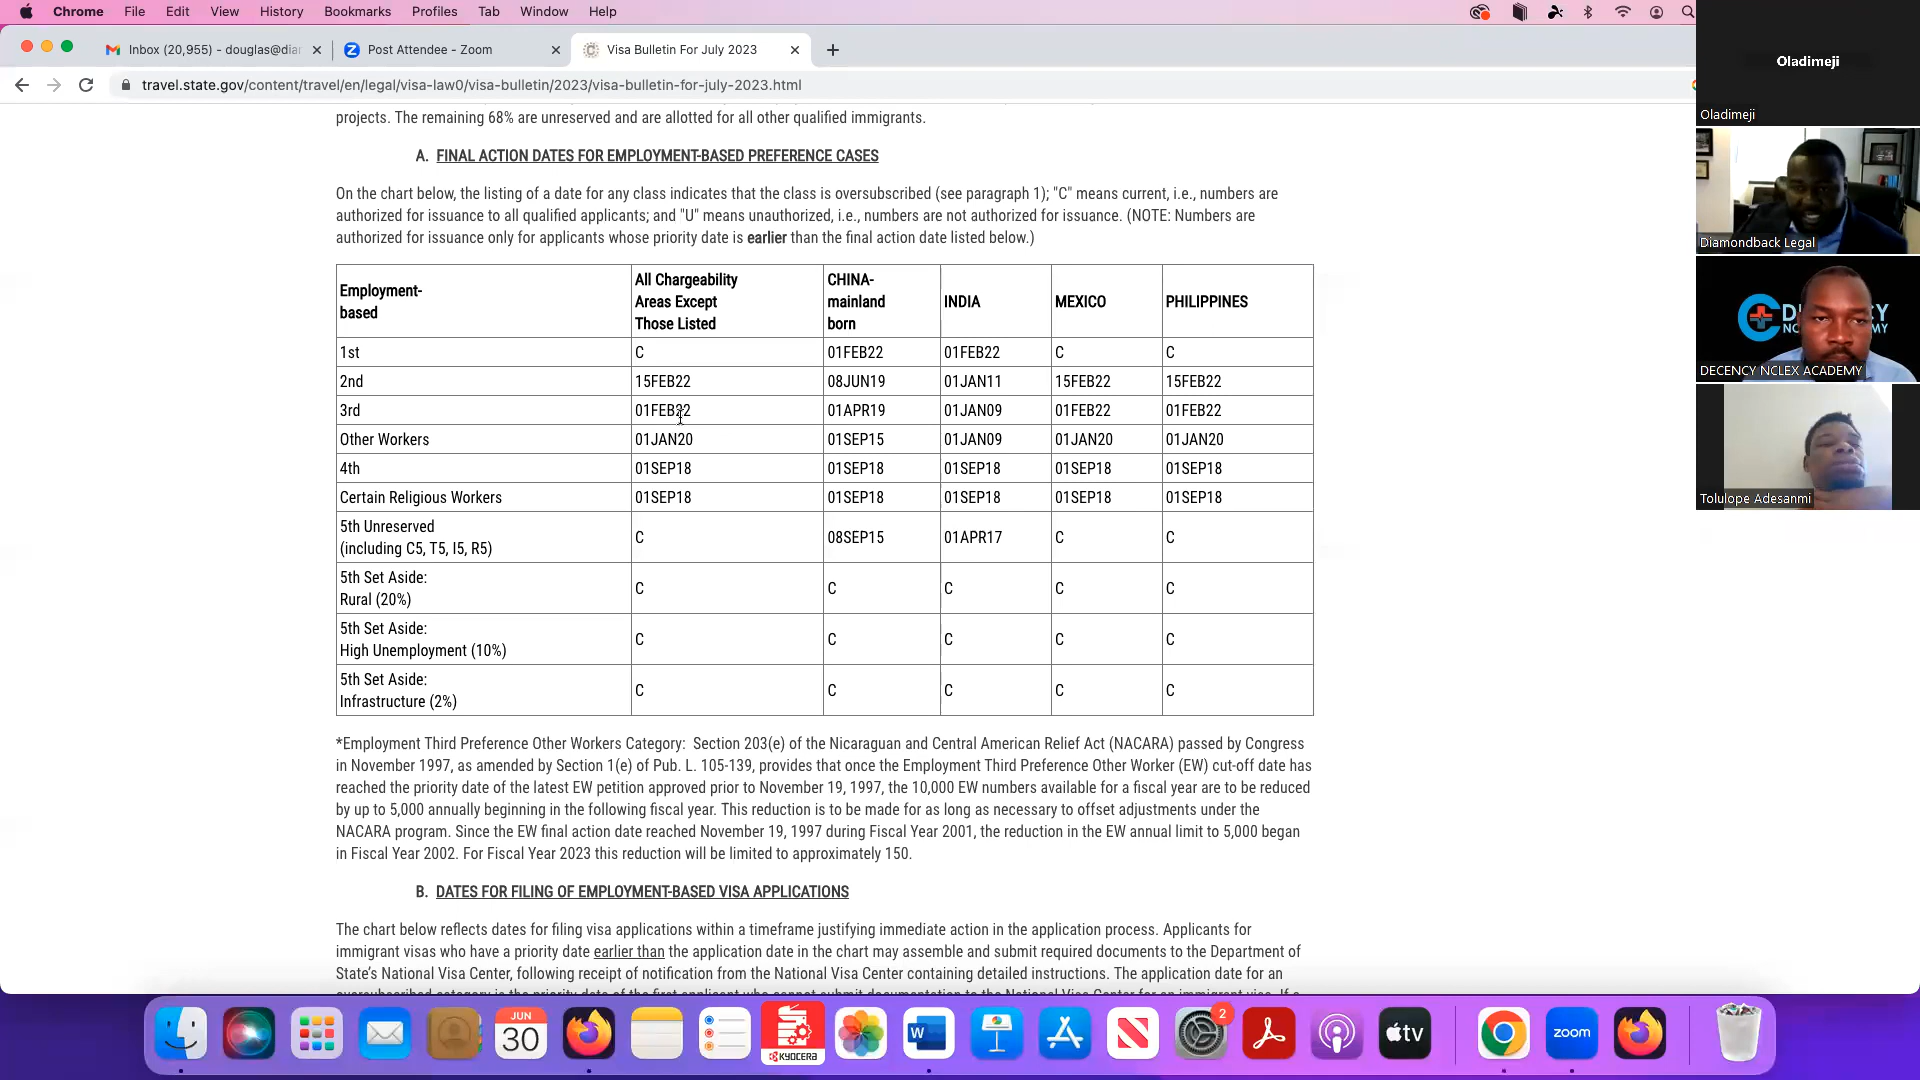 Chrome File Edit View History Bookmarks Profiles Tab Window Help
Inbox (20,955) - douglas@dia
Post Attendee - Zoom
Visa Bulletin For July 2023
travel.state.gov/content/travel/en/legal/visa-law0/visa-bulletin/2023/visa-bulletin-for-july-2023.html
projects. The remaining 68% are unreserved and are allotted for all other qualified immigrants.
A. FINAL ACTION DATES FOR EMPLOYMENT-BASED PREFERENCE CASES
On the chart below, the listing of a date for any class indicates that the class is oversubscribed (see paragraph 1); "C" means current, i.e., numbers are
authorized for issuance to all qualified applicants; and "U" means unauthorized, i.e., numbers are not authorized for issuance. (NOTE: Numbers are
authorized for issuance only for applicants whose priority date is earlier than the final action date listed below.)
Employment-
based
All Chargeability
Areas Except
Those Listed
CHINA-
mainland
born
INDIA
MEXICO
PHILIPPINES
1st C 01FEB22 01FEB22 C C
2nd 15FEB22 08JUN19 01JAN11 15FEB22 15FEB22
3rd 01FEB22 01APR19 01JAN09 01FEB22 01FEB22
Other Workers 01JAN20 01SEP15 01JAN09 01JAN20 01JAN20
4th 01SEP18 01SEP18 01SEP18 01SEP18 01SEP18
Certain Religious Workers 01SEP18 01SEP18 01SEP18 01SEP18 01SEP18
5th Unreserved
(including C5, T5, I5, R5)
C 08SEP15 01APR17 C C
5th Set Aside:
Rural (20%)
C C C C C
5th Set Aside:
High Unemployment (10%)
C C C C C
5th Set Aside:
Infrastructure (2%)
C C C C C
*Employment Third Preference Other Workers Category: Section 203(e) of the Nicaraguan and Central American Relief Act (NACARA) passed by Congress
in November 1997, as amended by Section 1(e) of Pub. L. 105-139, provides that once the Employment Third Preference Other Worker (EW) cut-off date has
reached the priority date of the latest EW petition approved prior to November 19, 1997, the 10,000 EW numbers available for a fiscal year are to be reduced
by up to 5,000 annually beginning in the following fiscal year. This reduction is to be made for as long as necessary to offset adjustments under the
NACARA program. Since the EW final action date reached November 19, 1997 during Fiscal Year 2001, the reduction in the EW annual limit to 5,000 began
in Fiscal Year 2002. For Fiscal Year 2023 this reduction will be limited to approximately 150.
B. DATES FOR FILING OF EMPLOYMENT-BASED VISA APPLICATIONS
The chart below reflects dates for filing visa applications within a timeframe justifying immediate action in the application process. Applicants for
immigrant visas who have a priority date earlier than the application date in the chart may assemble and submit required documents to the Department of
State's National Visa Center, following receipt of notification from the National Visa Center containing detailed instructions. The application date for an
Oladimeji
Oladimeji
Diamondback Legal
DECENCY NCLEX ACADEMY
Tolulope Adesanmi
JUN
30
KYOCERA
W
2
tv
zoom